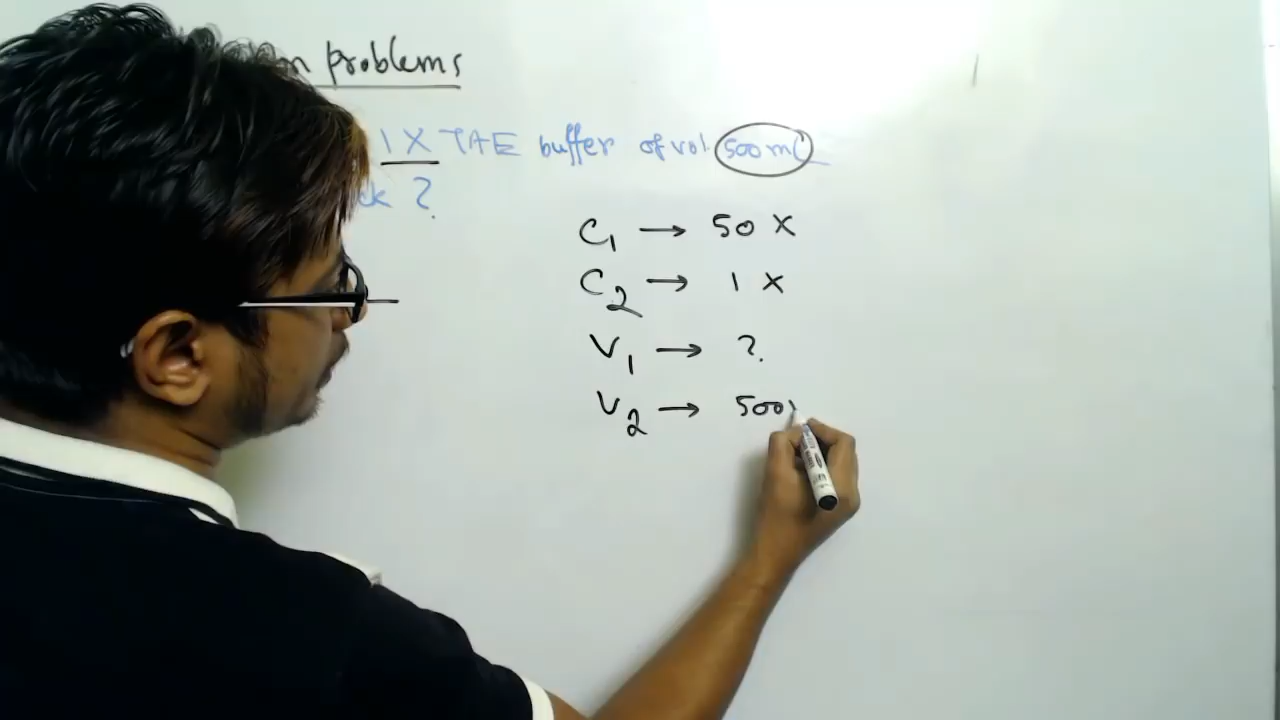 problems
1 X TAE buffer of vol. 500 mL
?
C1 → 50 X
C2 → 1 X
V1 → ?
V2 → 500